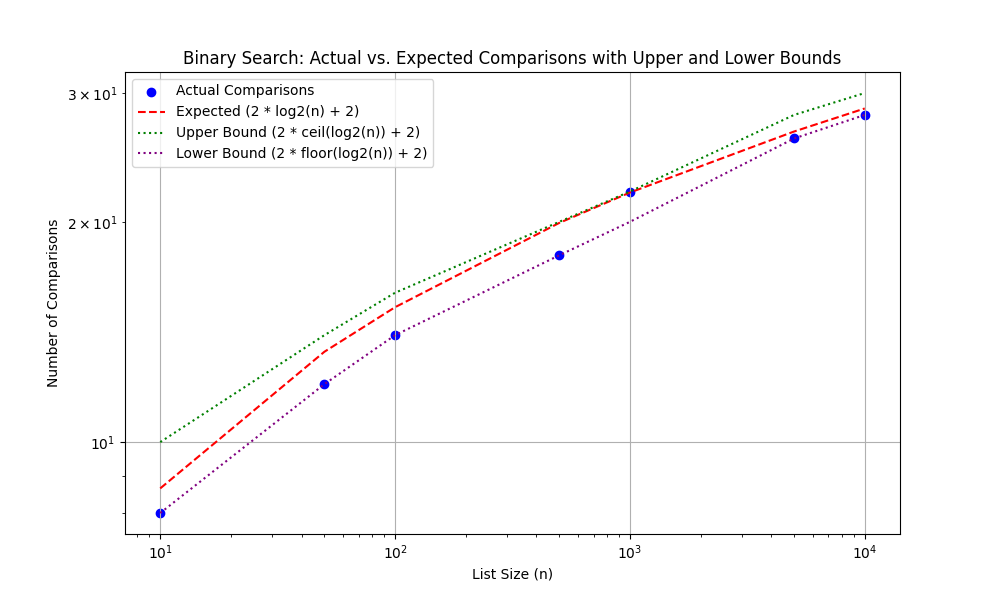 Binary Search: Actual vs. Expected Comparisons with Upper and Lower Bounds
Actual Comparisons
Expected (2 * log2(n) + 2)
Upper Bound (2 * ceil(log2(n)) + 2)
Lower Bound (2 * floor(log2(n)) + 2)
3 × 10¹
2 × 10¹
10¹
Number of Comparisons
10¹ 10² 10³ 10⁴
List Size (n)